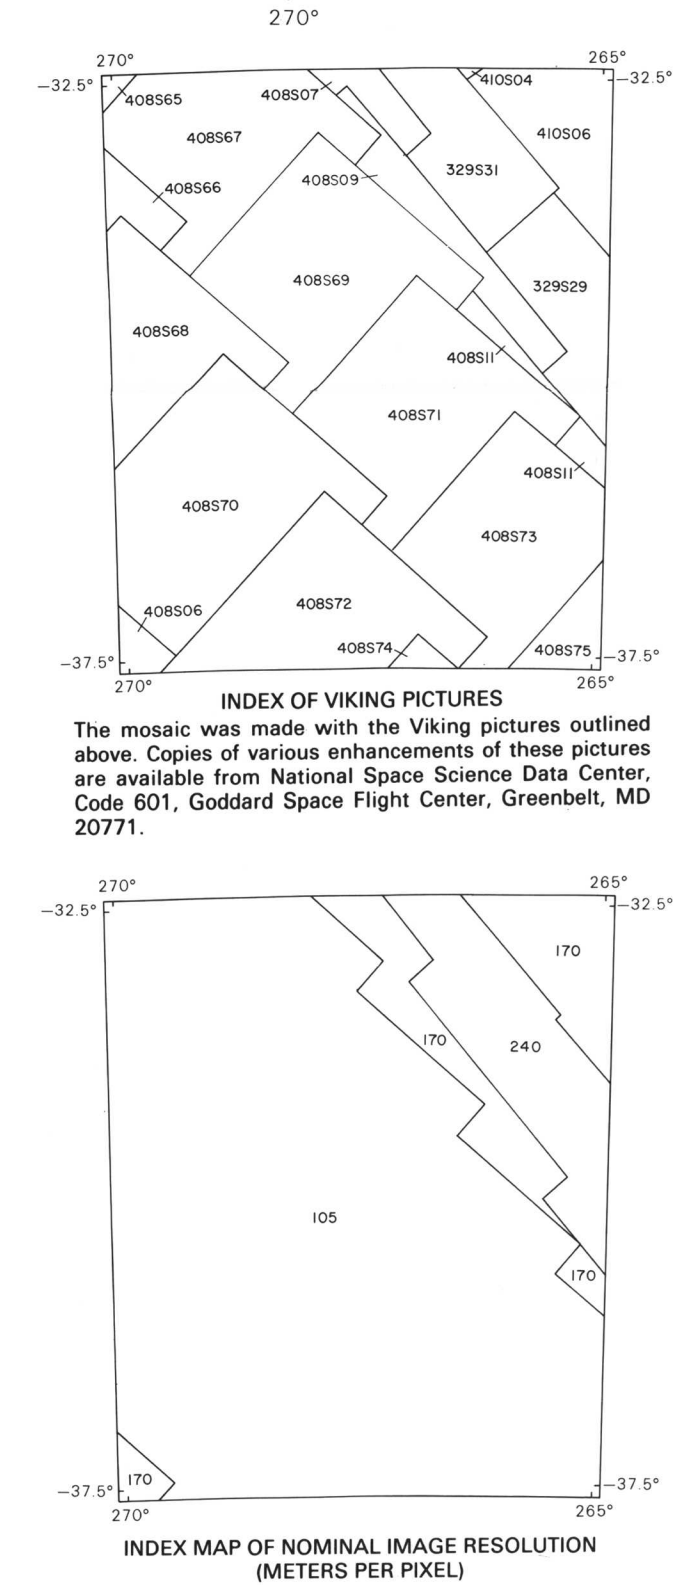 270°
270°
265°
−32.5°
−32.5°
408S65
408S07
410S04
408S67
410S06
408S66
408S09
329S31
408S69
329S29
408S68
408S11
408S71
408S11
408S70
408S73
408S06
408S72
408S74
408S75
−37.5°
−37.5°
270°
265°
INDEX OF VIKING PICTURES
The mosaic was made with the Viking pictures outlined
above. Copies of various enhancements of these pictures
are available from National Space Science Data Center,
Code 601, Goddard Space Flight Center, Greenbelt, MD
20771.
270°
265°
−32.5°
−32.5°
170
170
240
105
170
170
−37.5°
−37.5°
270°
265°
INDEX MAP OF NOMINAL IMAGE RESOLUTION
(METERS PER PIXEL)